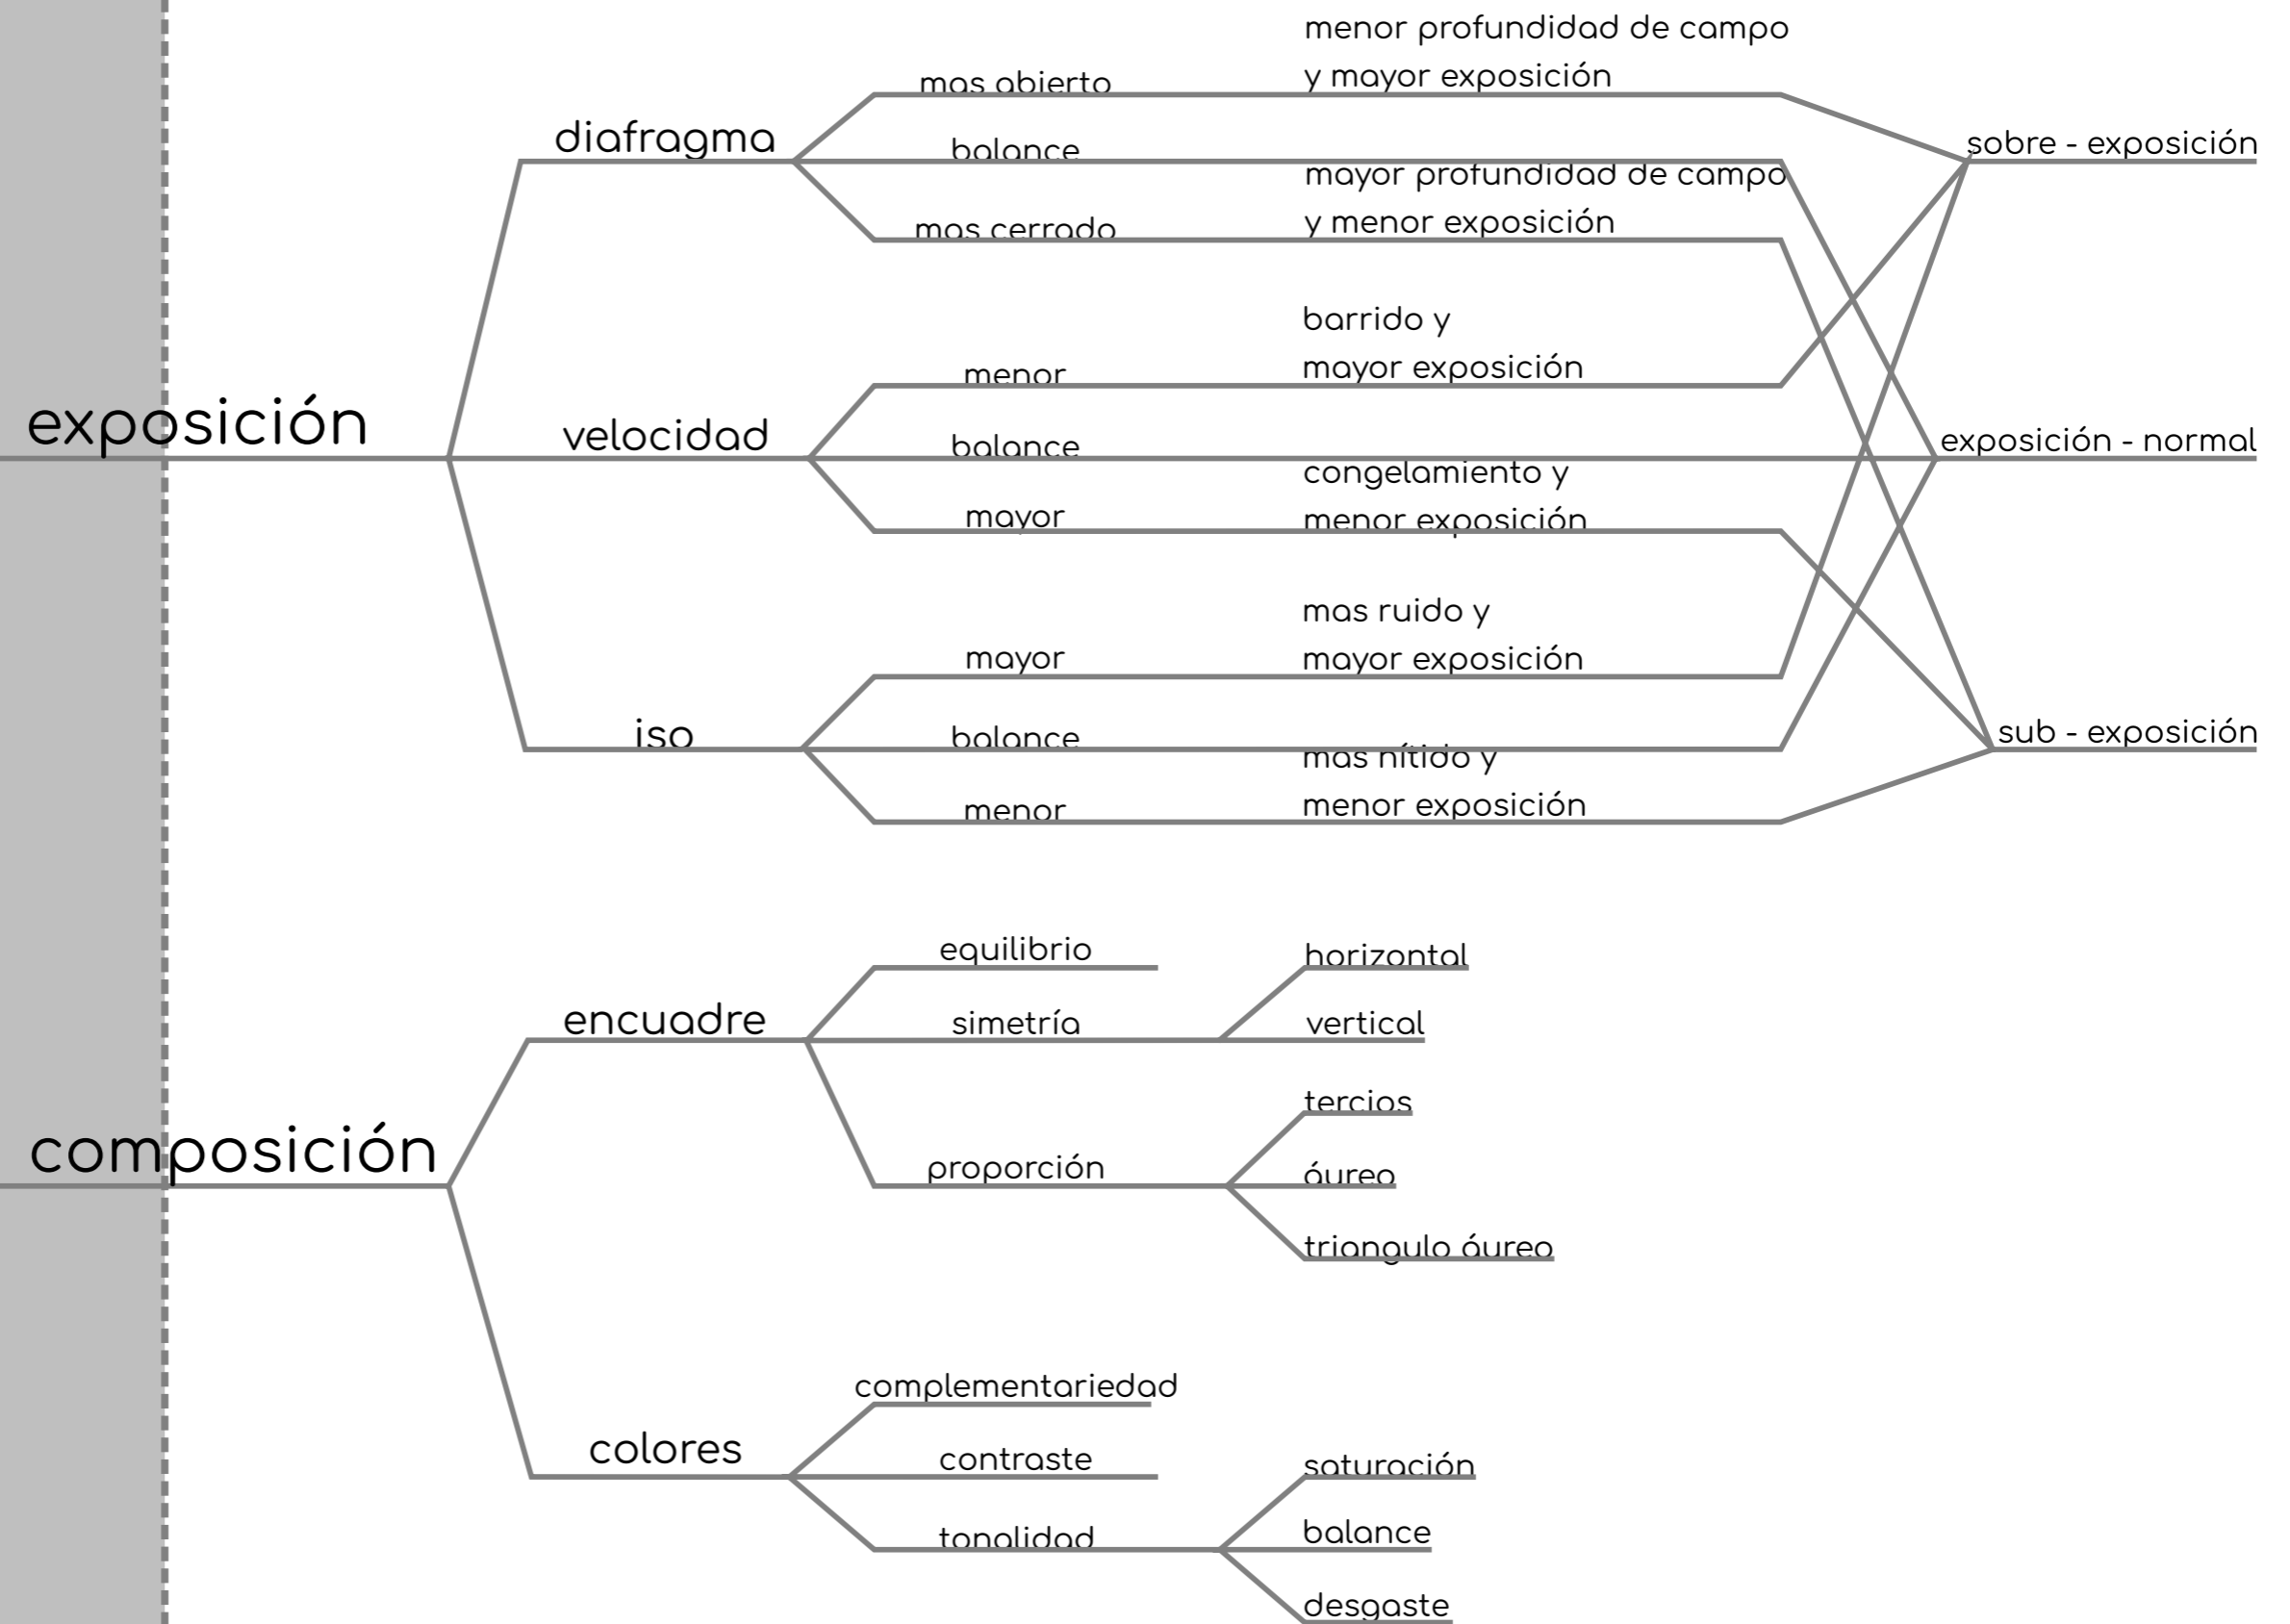 exposición
diafragma
mas abierto
menor profundidad de campo
y mayor exposición
balance
mas cerrado
mayor profundidad de campo
y menor exposición
velocidad
menor
barrido y
mayor exposición
balance
mayor
congelamiento y
menor exposición
iso
mayor
mas ruido y
mayor exposición
balance
menor
mas nítido y
menor exposición
sobre - exposición
exposición - normal
sub - exposición
composición
encuadre
equilibrio
simetría
horizontal
vertical
proporción
tercios
áureo
triangulo áureo
colores
complementariedad
contraste
tonalidad
saturación
balance
desgaste